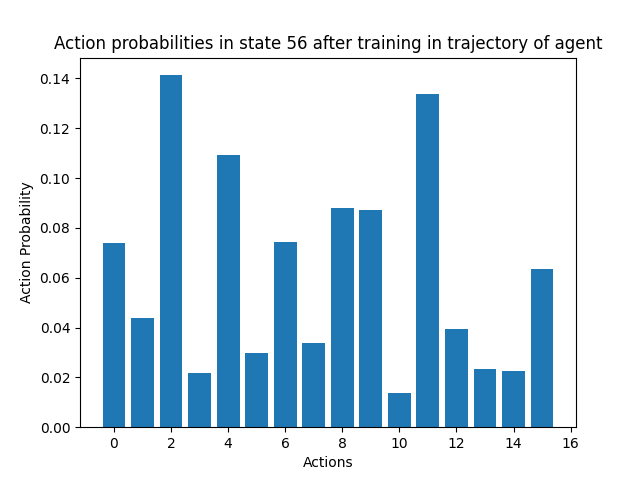 Action probabilities in state 56 after training in trajectory of agent
0.14
0.12
0.10
0.08
0.06
0.04
0.02
0.00
Action Probability
0 2 4 6 8 10 12 14 16
Actions